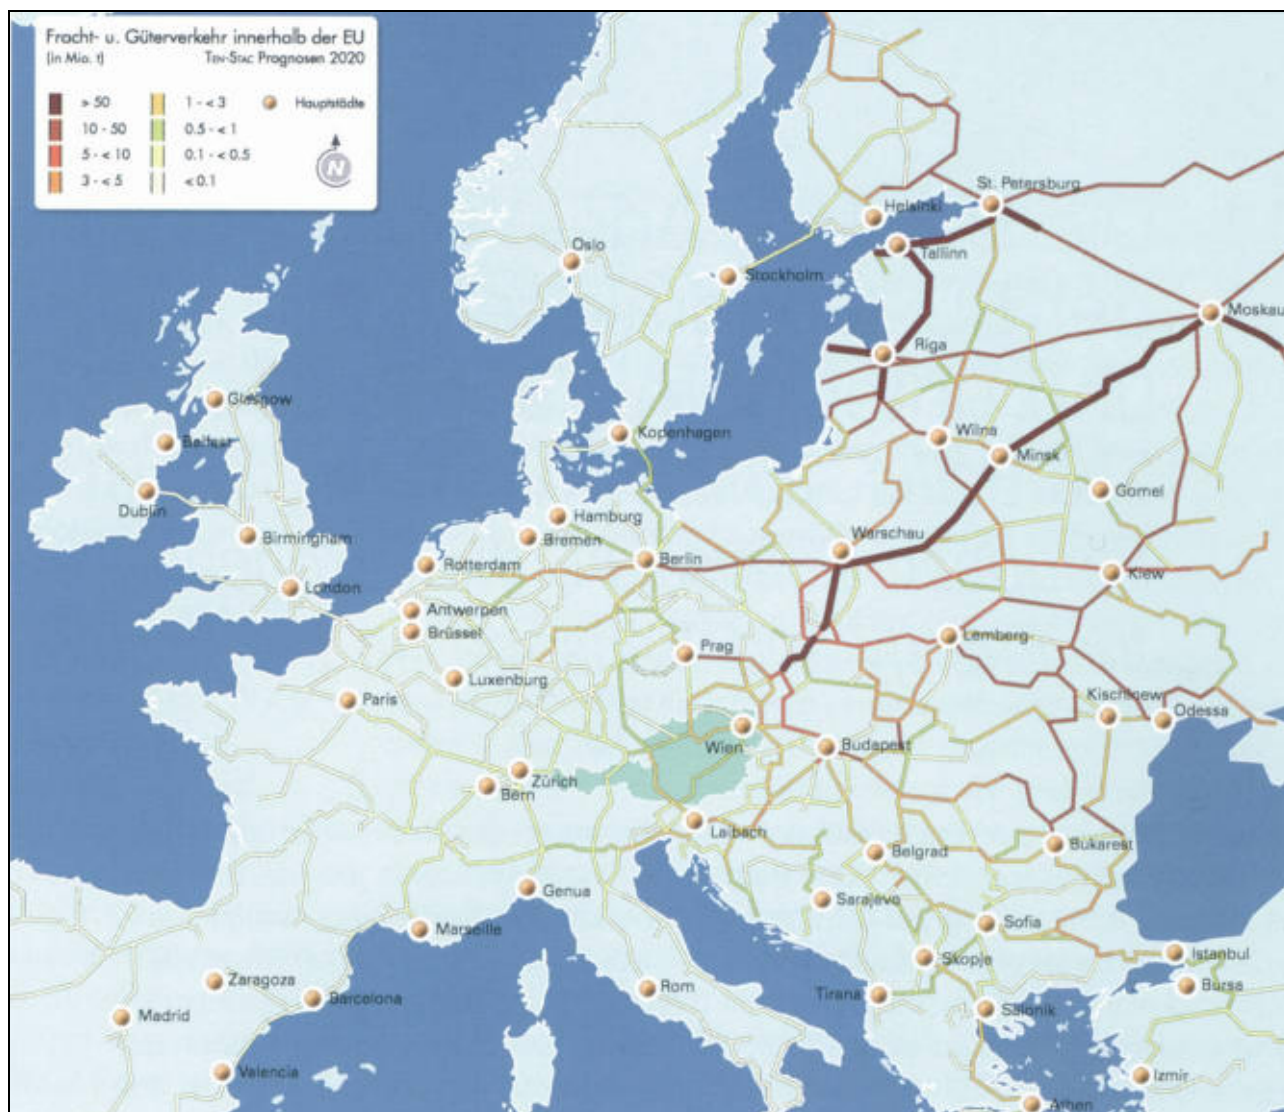 Fracht- u. Güterverkehr innerhalb der EU
(in Mio. t) TEN-STAC Prognosen 2020
> 50 1 - < 3 Hauptstädte
10 - 50 0.5 - < 1
5 - < 10 0.1 - < 0.5
3 - < 5 < 0.1
N
St. Petersburg
Helsinki
Oslo
Tallinn
Stockholm
Moskau
Riga
Glasgow
Kopenhagen
Wilna
Belfast
Minsk
Gomel
Dublin
Hamburg
Birmingham
Bremen
Warschau
Berlin
Rotterdam
Kiew
London
Antwerpen
Brüssel
Lemberg
Prag
Luxenburg
Paris
Kischinew
Odessa
Wien
Budapest
Zürich
Bern
Laibach
Belgrad
Bukarest
Genua
Sarajevo
Sofia
Marseille
Istanbul
Skopje
Zaragoza
Rom
Bursa
Barcelona
Tirana
Madrid
Salonik
Valencia
Izmir
Athen